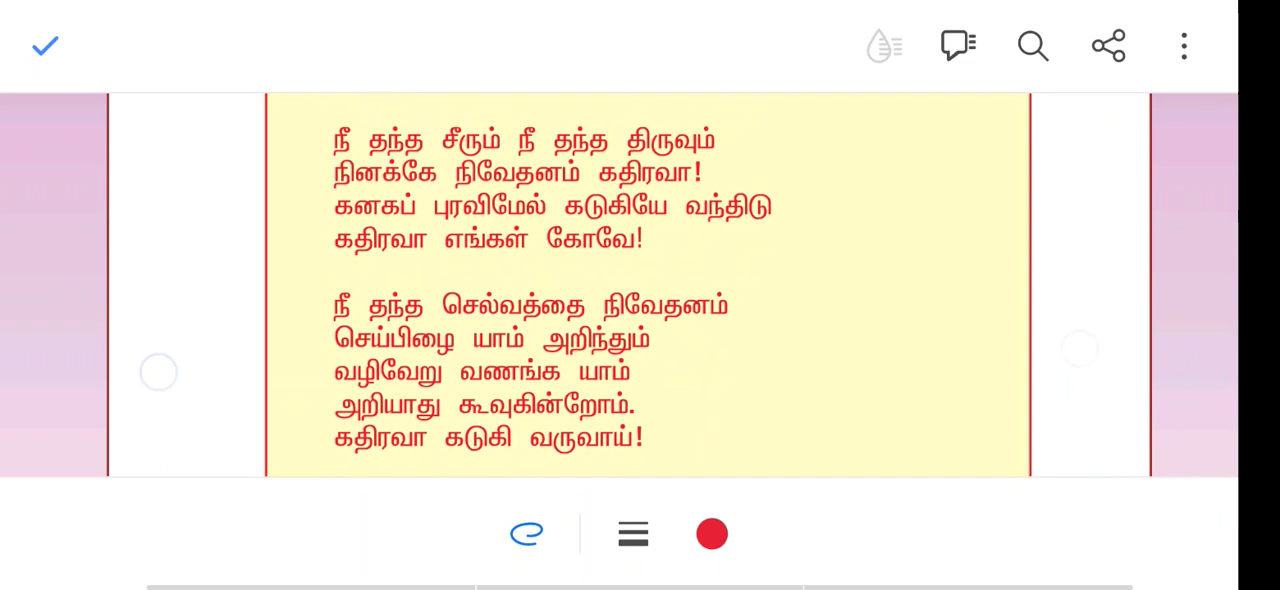 நீ தந்த சீரும் நீ தந்த திருவும்
நினக்கே நிவேதனம் கதிரவா!
கனகப் புரவிமேல் கடுகியே வந்திடு
கதிரவா எங்கள் கோவே!
நீ தந்த செல்வத்தை நிவேதனம்
செய்பிழை யாம் அறிந்தும்
வழிவேறு வணங்க யாம்
அறியாது கூவுகின்றோம்.
கதிரவா கடுகி வருவாய்!